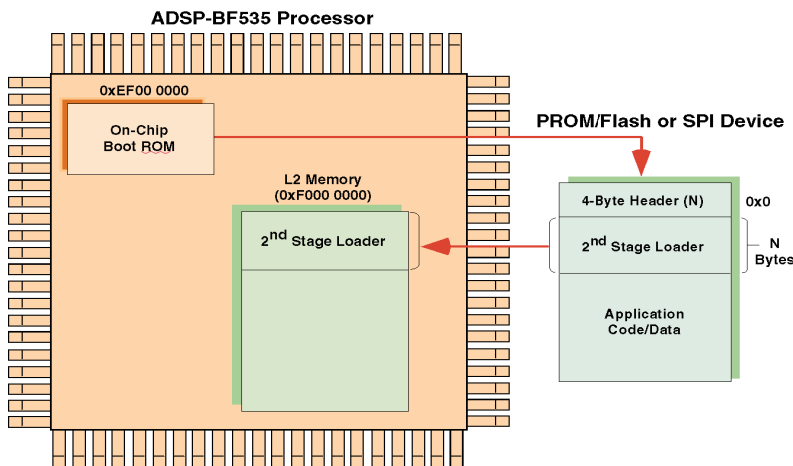 ADSP-BF535 Processor
0xEF00 0000
On-Chip
Boot ROM
PROM/Flash or SPI Device
L2 Memory
(0xF000 0000)
4-Byte Header (N)
0x0
2nd Stage Loader
2nd Stage Loader
N
Bytes
Application
Code/Data